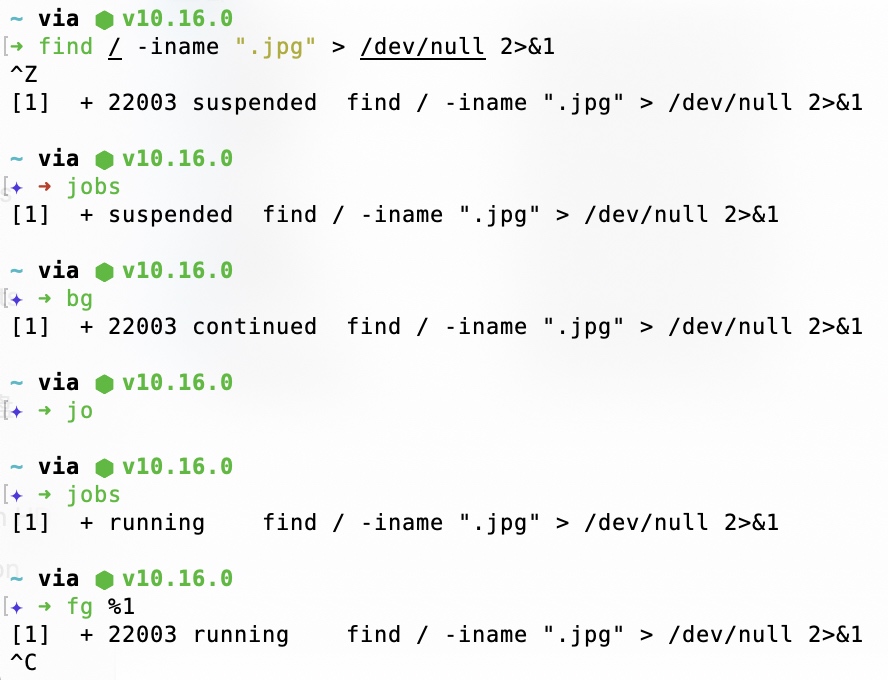 ~ via ⬢ v10.16.0
➜ find / -iname ".jpg" > /dev/null 2>&1
^Z
[1]  + 22003 suspended  find / -iname ".jpg" > /dev/null 2>&1
~ via ⬢ v10.16.0
✦ ➜ jobs
[1]  + suspended  find / -iname ".jpg" > /dev/null 2>&1
~ via ⬢ v10.16.0
✦ ➜ bg
[1]  + 22003 continued  find / -iname ".jpg" > /dev/null 2>&1
~ via ⬢ v10.16.0
✦ ➜ jo
~ via ⬢ v10.16.0
✦ ➜ jobs
[1]  + running    find / -iname ".jpg" > /dev/null 2>&1
~ via ⬢ v10.16.0
✦ ➜ fg %1
[1]  + 22003 running    find / -iname ".jpg" > /dev/null 2>&1
^C